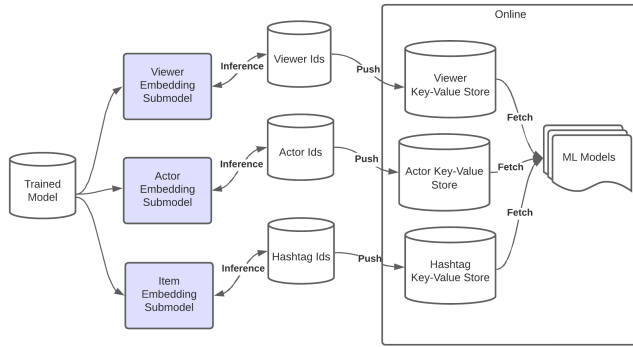 Online
Viewer
Embedding
Submodel
Inference
Viewer Ids
Push
Viewer
Key-Value Store
Fetch
Trained
Model
Actor
Embedding
Submodel
Inference
Actor Ids
Push
Actor Key-Value
Store
Fetch
ML Models
Fetch
Item
Embedding
Submodel
Inference
Hashtag Ids
Push
Hashtag
Key-Value Store